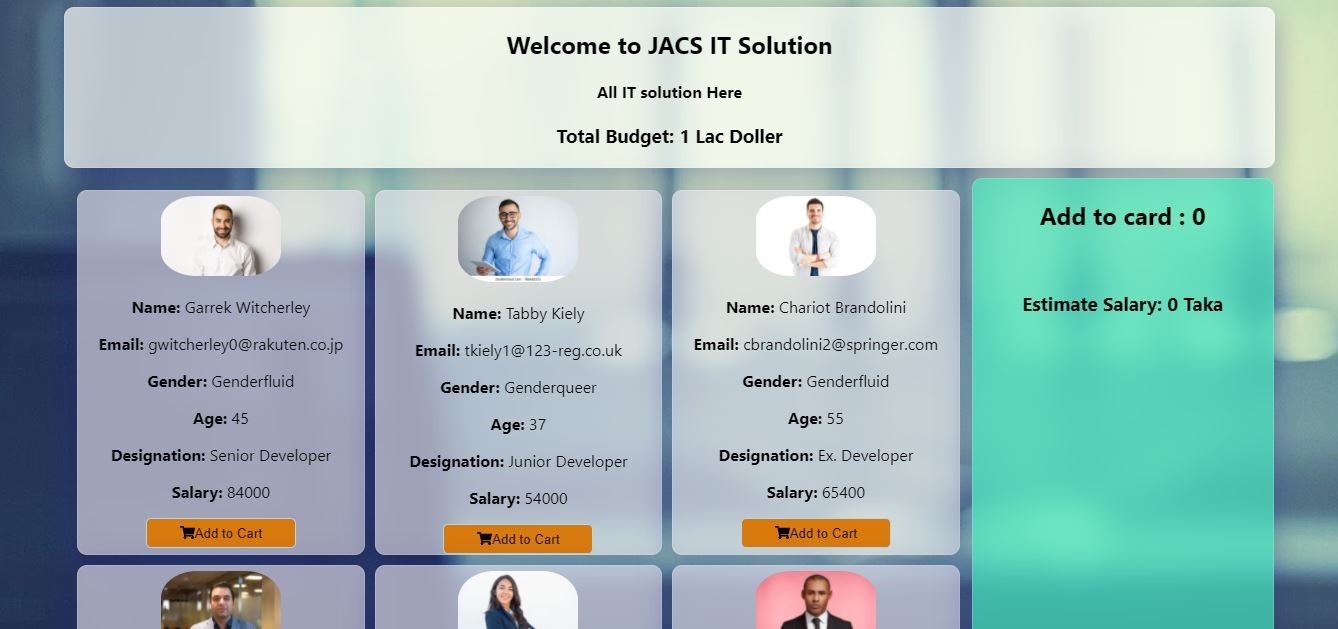 Welcome to JACS IT Solution
All IT solution Here
Total Budget: 1 Lac Doller
Name: Garrek Witcherley
Email: gwitcherley0@rakuten.co.jp
Gender: Genderfluid
Age: 45
Designation: Senior Developer
Salary: 84000
Add to Cart
Name: Tabby Kiely
Email: tkiely1@123-reg.co.uk
Gender: Genderqueer
Age: 37
Designation: Junior Developer
Salary: 54000
Add to Cart
Name: Chariot Brandolini
Email: cbrandolini2@springer.com
Gender: Genderfluid
Age: 55
Designation: Ex. Developer
Salary: 65400
Add to Cart
Add to card : 0
Estimate Salary: 0 Taka